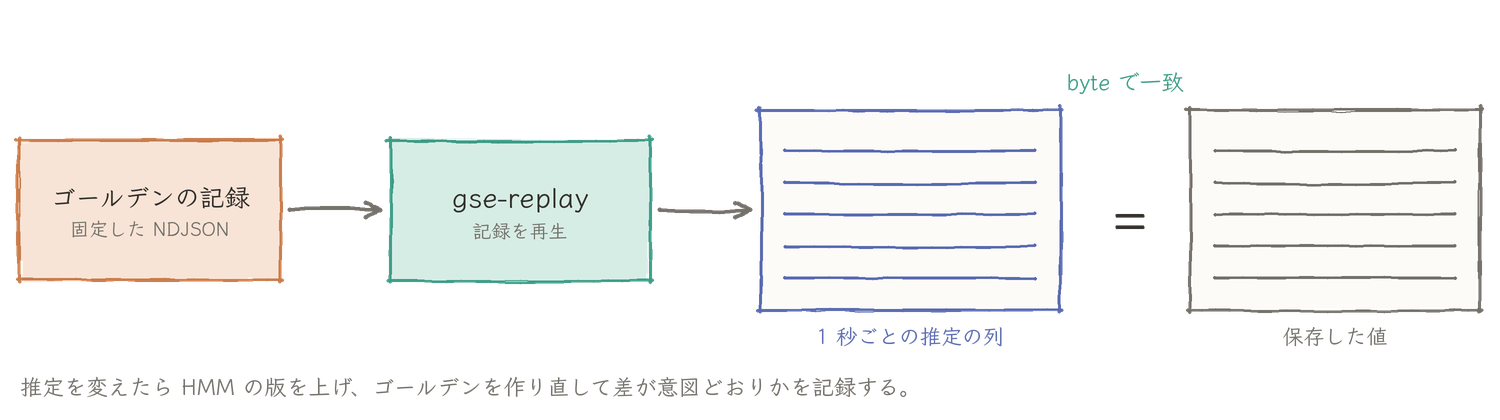 byte で一致
ゴールデンの記録
固定した NDJSON
gse-replay
記録を再生
=
1 秒ごとの推定の列
保存した値
推定を変えたら HMM の版を上げ、ゴールデンを作り直して差が意図どおりかを記録する。